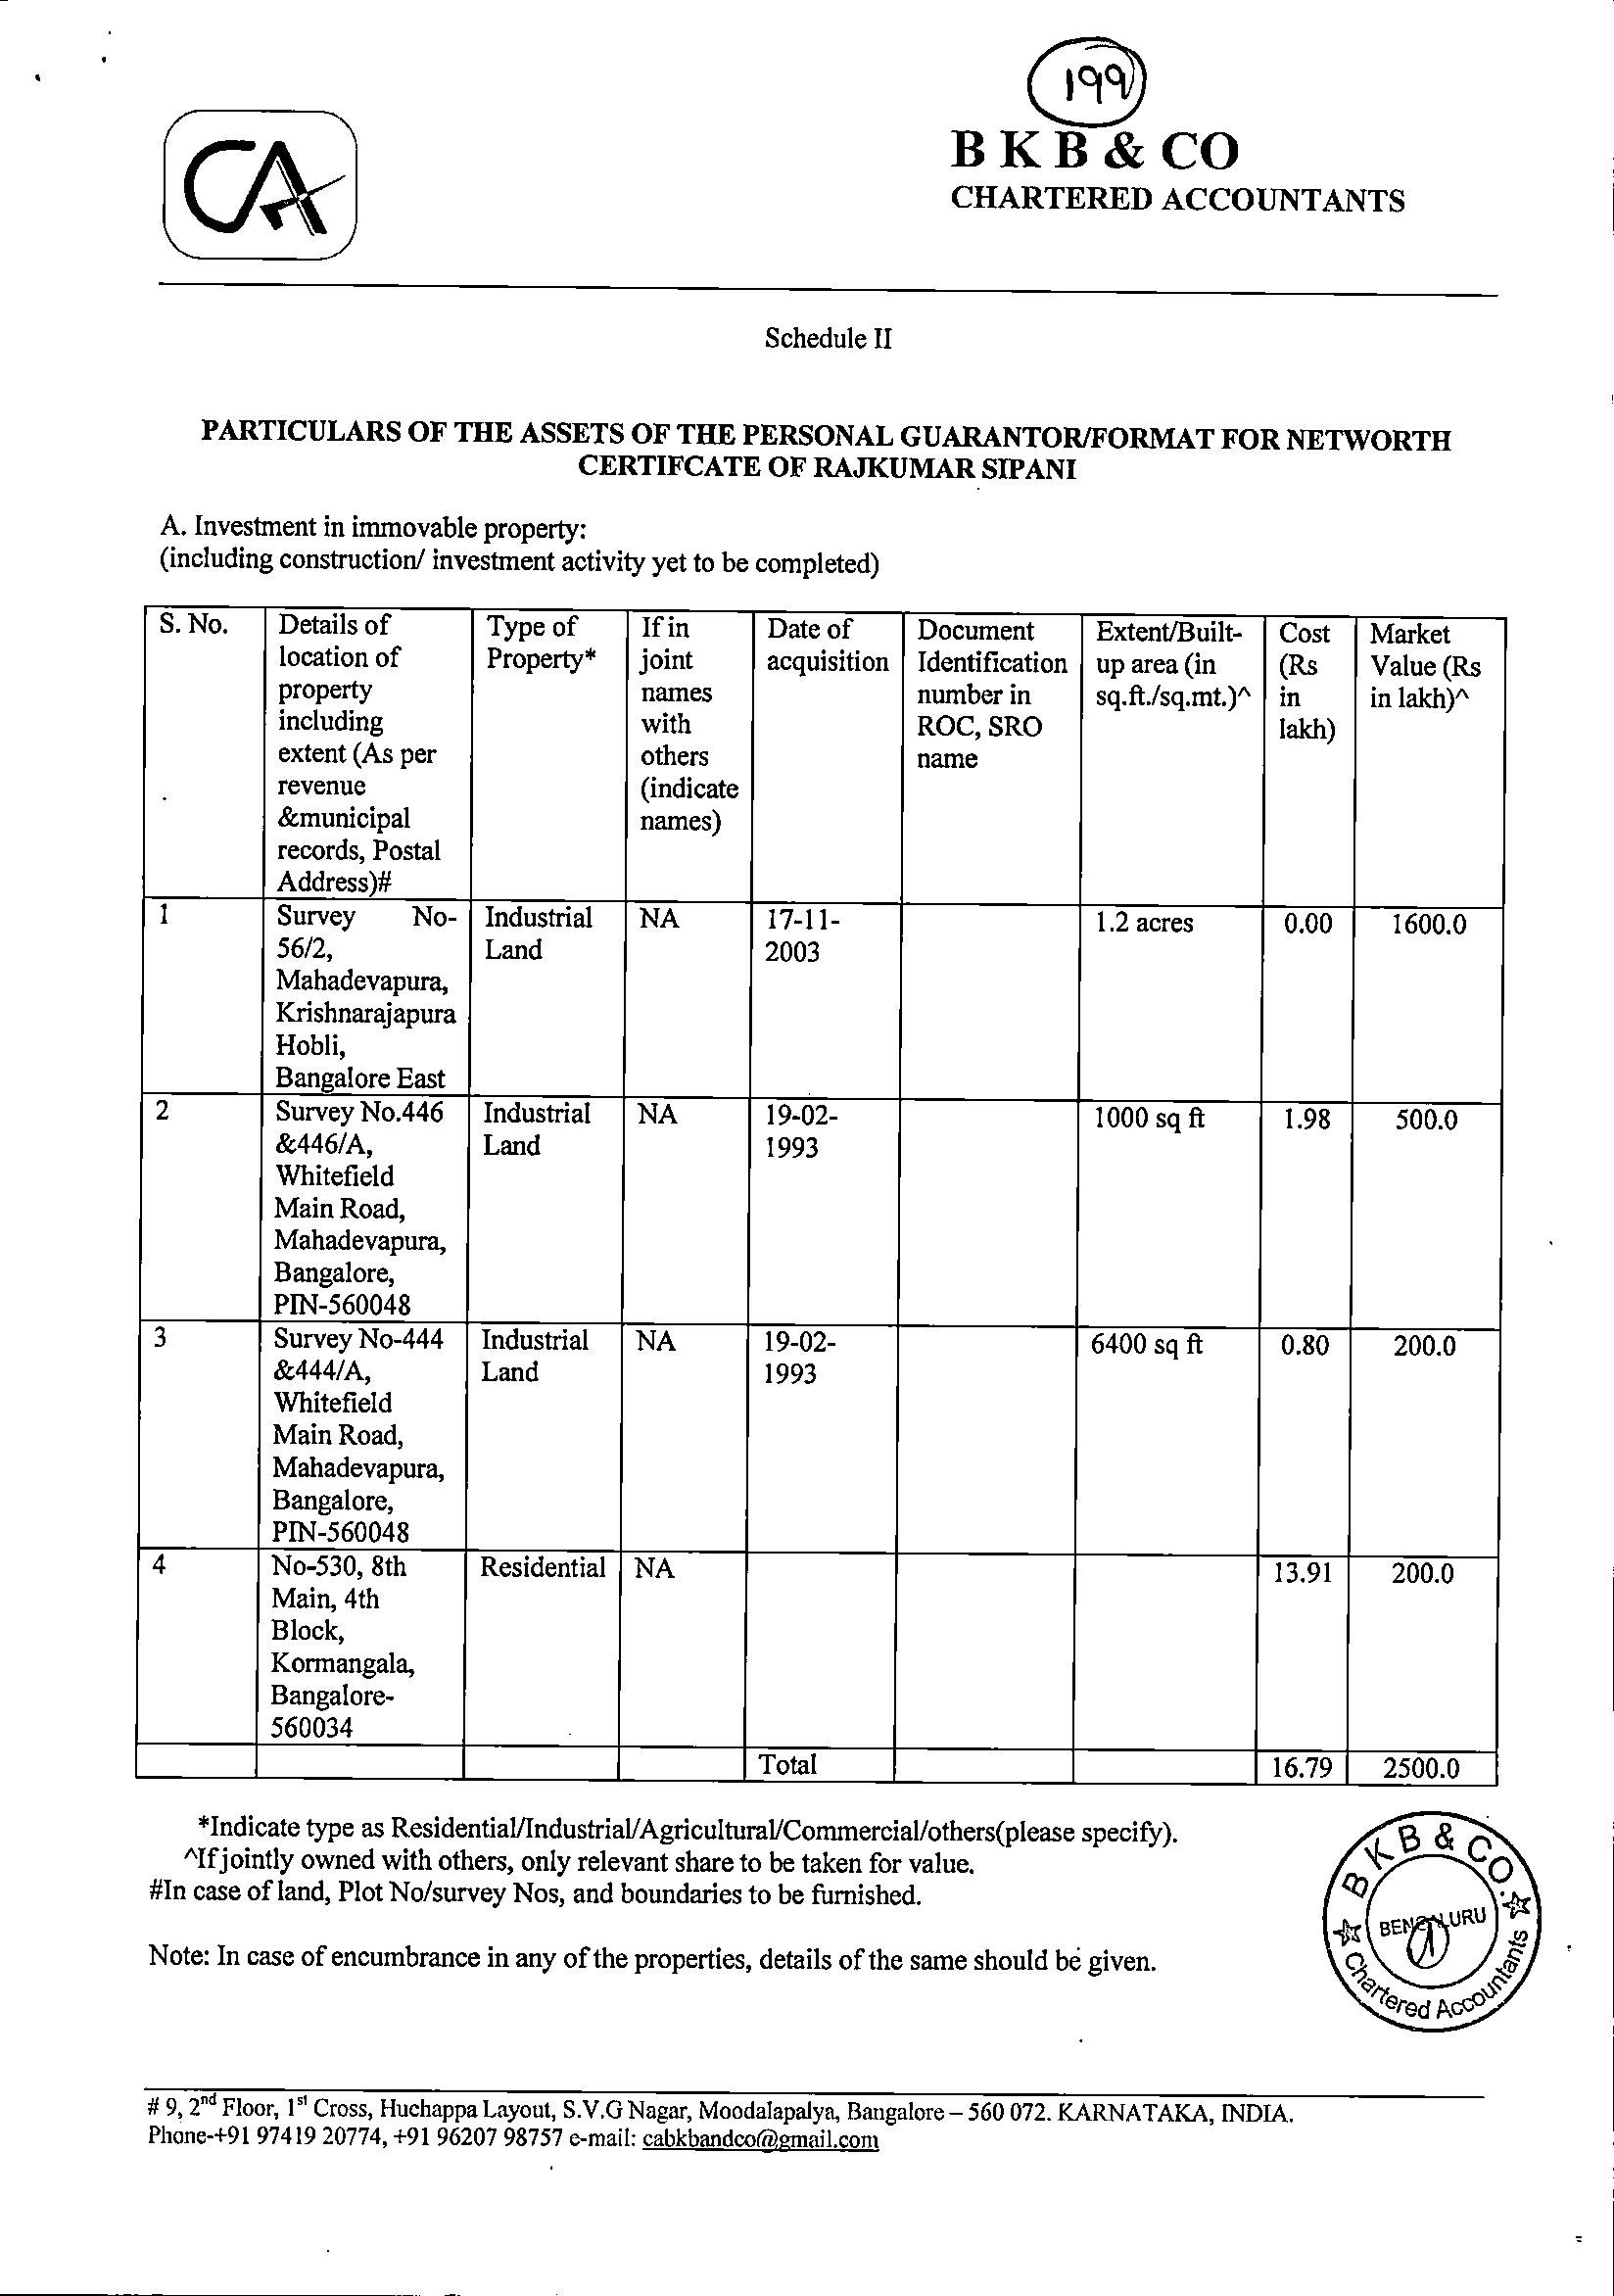 199
CA
B K B & CO
CHARTERED ACCOUNTANTS
Schedule II
PARTICULARS OF THE ASSETS OF THE PERSONAL GUARANTOR/FORMAT FOR NETWORTH
CERTIFCATE OF RAJKUMAR SIPANI
A. Investment in immovable property:
(including construction/ investment activity yet to be completed)
S. No.
Details of
location of
property
including
extent (As per
revenue
&municipal
records, Postal
Address)#
Type of
Property*
If in
joint
names
with
others
(indicate
names)
Date of
acquisition
Document
Identification
number in
ROC, SRO
name
Extent/Built-
up area (in
sq.ft./sq.mt.)^
Cost
(Rs
in
lakh)
Market
Value (Rs
in lakh)^
1
Survey No-
56/2,
Mahadevapura,
Krishnarajapura
Hobli,
Bangalore East
Industrial
Land
NA
17-11-
2003
1.2 acres
0.00
1600.0
2
Survey No.446
&446/A,
Whitefield
Main Road,
Mahadevapura,
Bangalore,
PIN-560048
Industrial
Land
NA
19-02-
1993
1000 sq ft
1.98
500.0
3
Survey No-444
&444/A,
Whitefield
Main Road,
Mahadevapura,
Bangalore,
PIN-560048
Industrial
Land
NA
19-02-
1993
6400 sq ft
0.80
200.0
4
No-530, 8th
Main, 4th
Block,
Kormangala,
Bangalore-
560034
Residential
NA
13.91
200.0
Total
16.79
2500.0
*Indicate type as Residential/Industrial/Agricultural/Commercial/others(please specify).
^If jointly owned with others, only relevant share to be taken for value.
#In case of land, Plot No/survey Nos, and boundaries to be furnished.
Note: In case of encumbrance in any of the properties, details of the same should be given.
B K B & CO.
BENGALURU
Chartered Accountants
# 9, 2nd Floor, 1st Cross, Huchappa Layout, S.V.G Nagar, Moodalapalya, Bangalore – 560 072. KARNATAKA, INDIA.
Phone-+91 97419 20774, +91 96207 98757 e-mail: cabkbandco@gmail.com